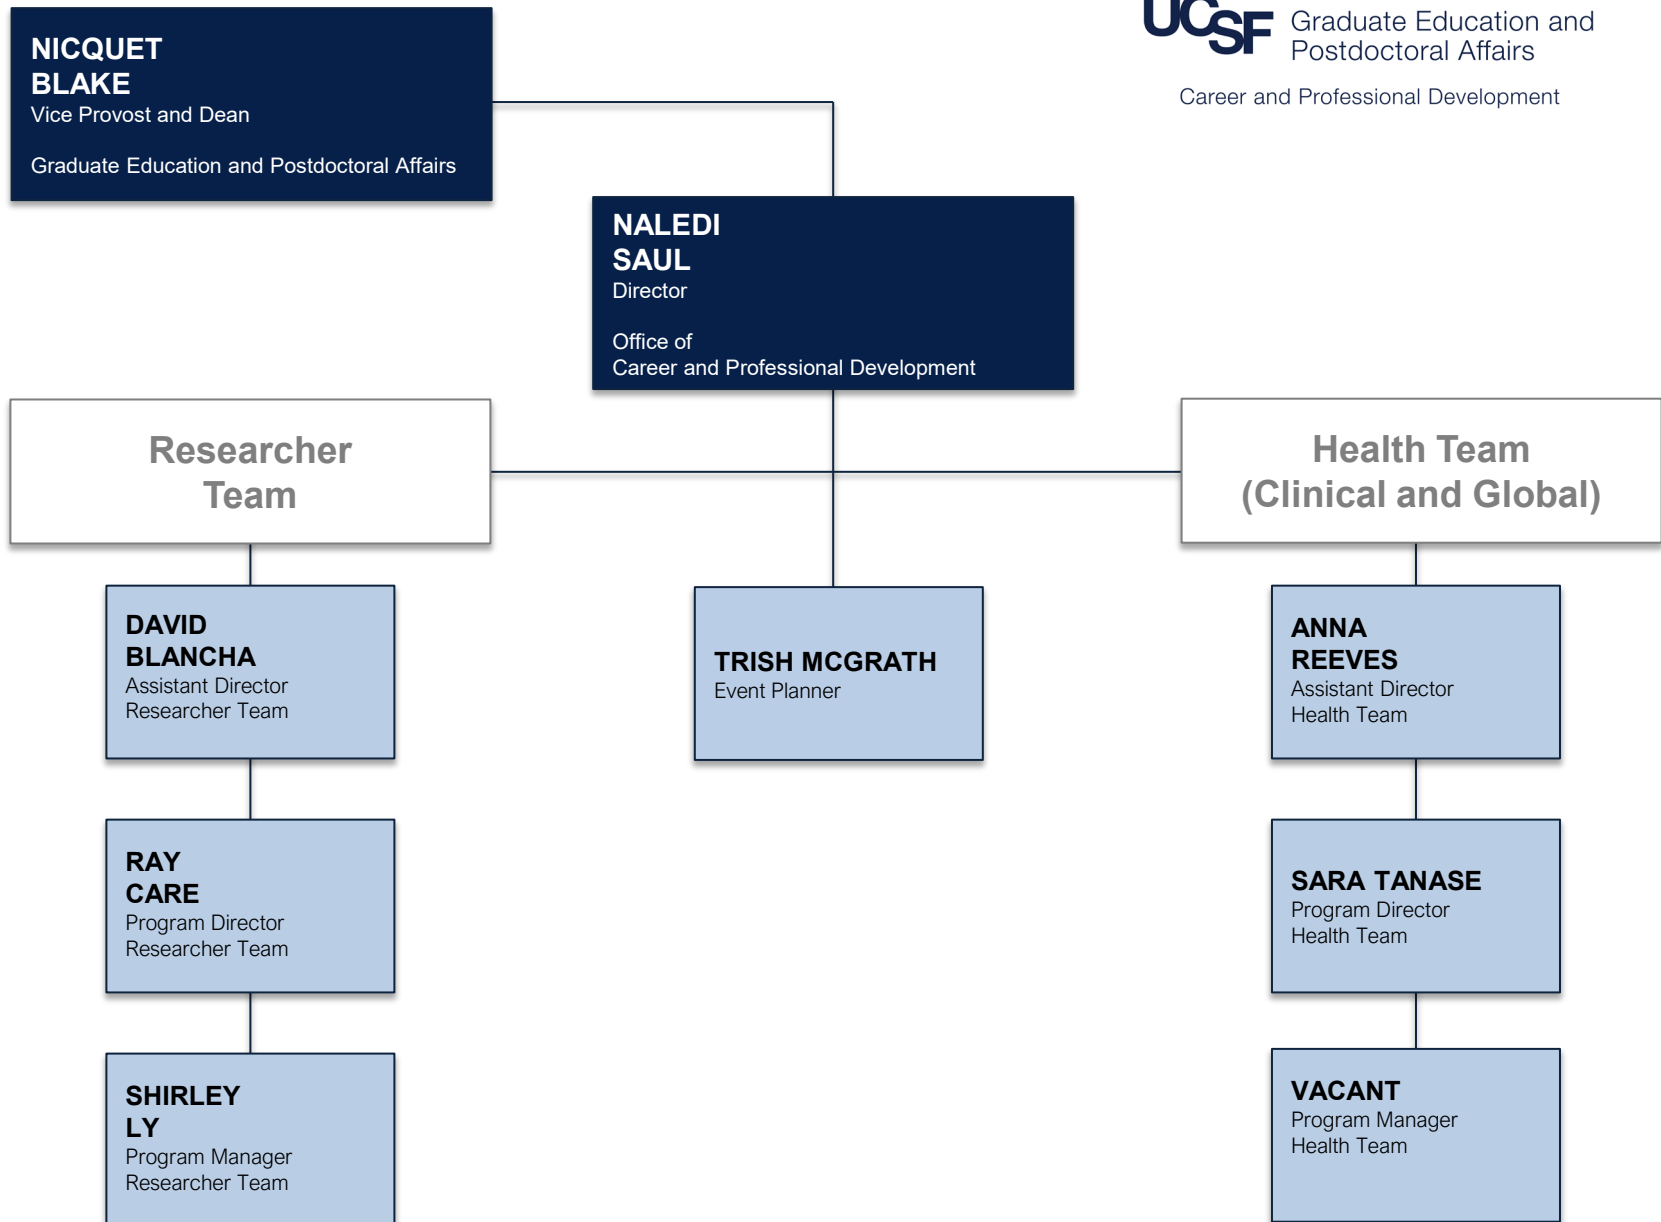 NICQUET
BLAKE
Vice Provost and Dean
Graduate Education and Postdoctoral Affairs
UCSF
Graduate Education and
Postdoctoral Affairs
Career and Professional Development
NALEDI
SAUL
Director
Office of
Career and Professional Development
Researcher
Team
Health Team
(Clinical and Global)
DAVID
BLANCHA
Assistant Director
Researcher Team
TRISH MCGRATH
Event Planner
ANNA
REEVES
Assistant Director
Health Team
RAY
CARE
Program Director
Researcher Team
SARA TANASE
Program Director
Health Team
SHIRLEY
LY
Program Manager
Researcher Team
VACANT
Program Manager
Health Team